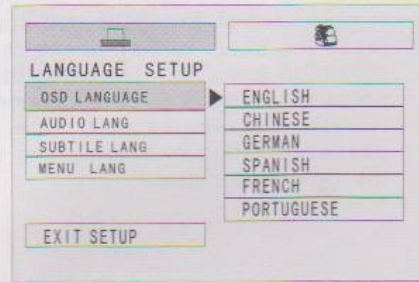 LANGUAGE SETUP
OSD LANGUAGE
AUDIO LANG
SUBTILE LANG
MENU LANG
EXIT SETUP
ENGLISH
CHINESE
GERMAN
SPANISH
FRENCH
PORTUGUESE